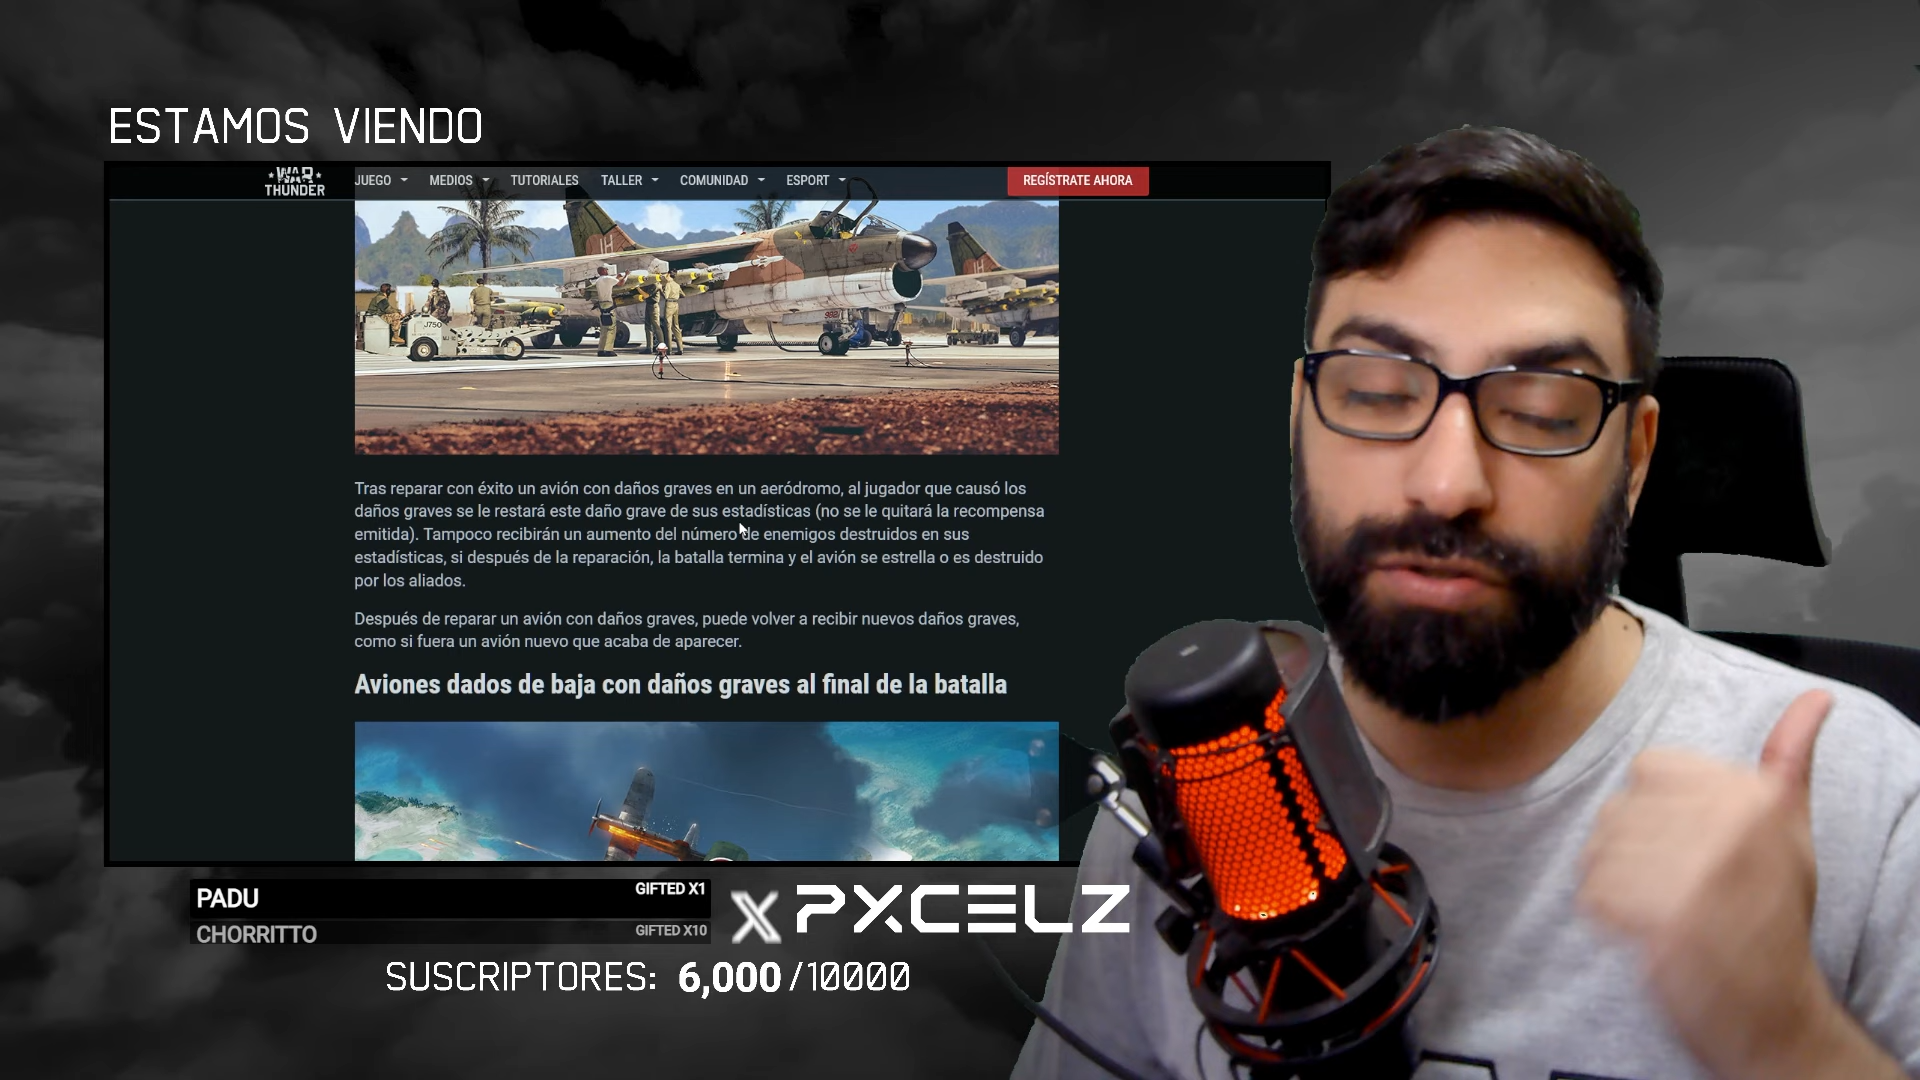 ESTAMOS VIENDO
WAR THUNDER
JUEGO MEDIOS TUTORIALES TALLER COMUNIDAD ESPORT REGÍSTRATE AHORA
IH
J750
Tras reparar con éxito un avión con daños graves en un aeródromo, al jugador que causó los
daños graves se le restará este daño grave de sus estadísticas (no se le quitará la recompensa
emitida). Tampoco recibirán un aumento del número de enemigos destruidos en sus
estadísticas, si después de la reparación, la batalla termina y el avión se estrella o es destruido
por los aliados.
Después de reparar un avión con daños graves, puede volver a recibir nuevos daños graves,
como si fuera un avión nuevo que acaba de aparecer.
Aviones dados de baja con daños graves al final de la batalla
PADU GIFTED X1
CHORRITTO GIFTED X10
X PXCELZ
SUSCRIPTORES: 6,000/10000